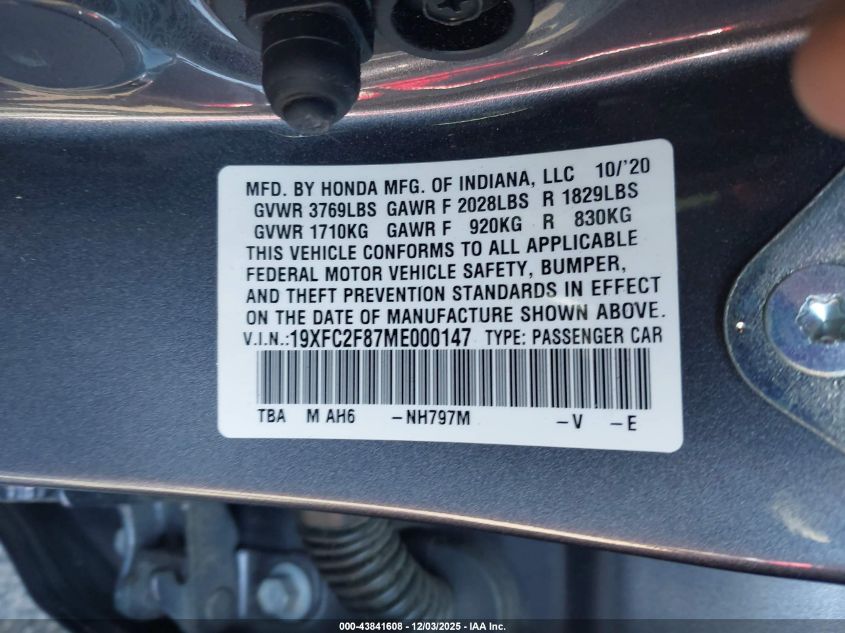 MFD. BY HONDA MFG. OF INDIANA, LLC 10/'20
GVWR 3769LBS GAWR F 2028LBS R 1829LBS
GVWR 1710KG GAWR F 920KG R 830KG
THIS VEHICLE CONFORMS TO ALL APPLICABLE
FEDERAL MOTOR VEHICLE SAFETY, BUMPER,
AND THEFT PREVENTION STANDARDS IN EFFECT
ON THE DATE OF MANUFACTURE SHOWN ABOVE.
V.I.N.:19XFC2F87ME000147 TYPE: PASSENGER CAR
TBA M AH6 -NH797M -V -E
000-43841608 | 12/03/2025 - IAA Inc.